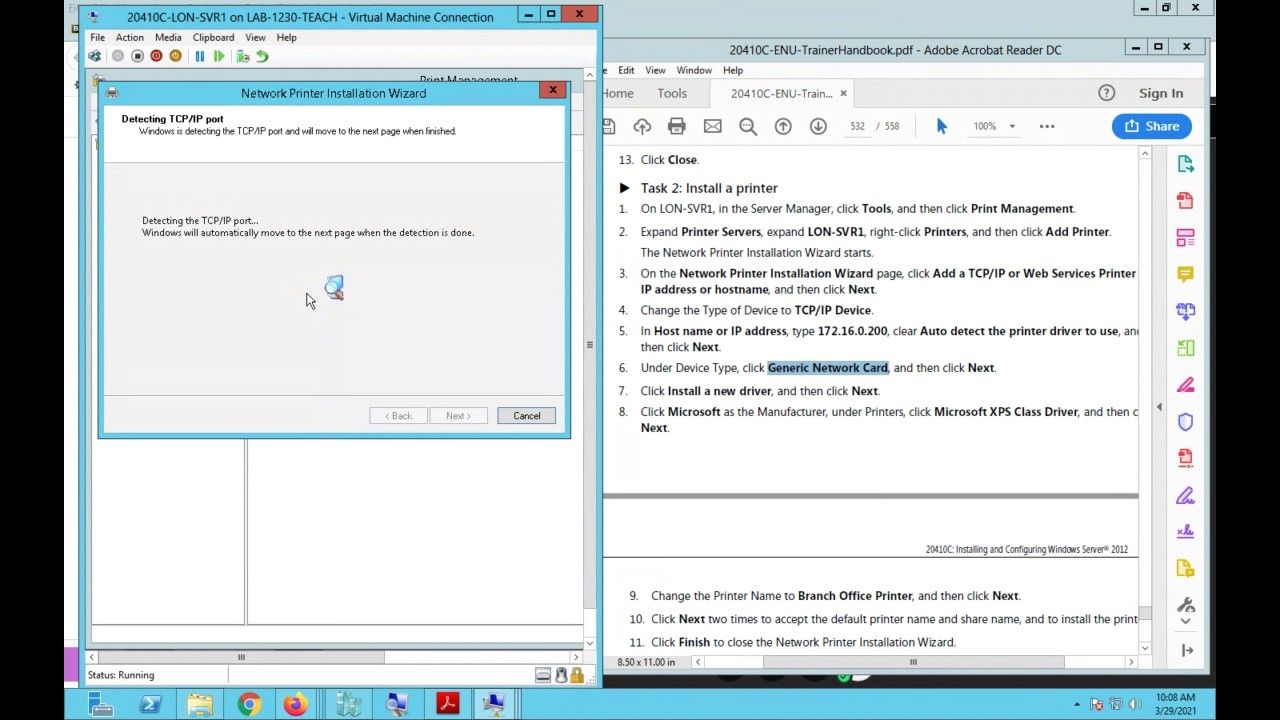 20410C-LON-SVR1 on LAB-1230-TEACH - Virtual Machine Connection
File Action Media Clipboard View Help
Print Management
Network Printer Installation Wizard
Detecting TCP/IP port
Windows is detecting the TCP/IP port and will move to the next page when finished.
Detecting the TCP/IP port...
Windows will automatically move to the next page when the detection is done.
< Back Next > Cancel
Status: Running
20410C-ENU-TrainerHandbook.pdf - Adobe Acrobat Reader DC
e Edit View Window Help
Home Tools 20410C-ENU-Train... × Sign In
532 / 558 100% Share
13. Click Close.
► Task 2: Install a printer
1. On LON-SVR1, in the Server Manager, click Tools, and then click Print Management.
2. Expand Printer Servers, expand LON-SVR1, right-click Printers, and then click Add Printer.
The Network Printer Installation Wizard starts.
3. On the Network Printer Installation Wizard page, click Add a TCP/IP or Web Services Printer
IP address or hostname, and then click Next.
4. Change the Type of Device to TCP/IP Device.
5. In Host name or IP address, type 172.16.0.200, clear Auto detect the printer driver to use, an
then click Next.
6. Under Device Type, click Generic Network Card, and then click Next.
7. Click Install a new driver, and then click Next.
8. Click Microsoft as the Manufacturer, under Printers, click Microsoft XPS Class Driver, and then c
Next.
20410C: Installing and Configuring Windows Server® 2012
9. Change the Printer Name to Branch Office Printer, and then click Next.
10. Click Next two times to accept the default printer name and share name, and to install the print
11. Click Finish to close the Network Printer Installation Wizard.
8.50 x 11.00 in
10:08 AM
3/29/2021